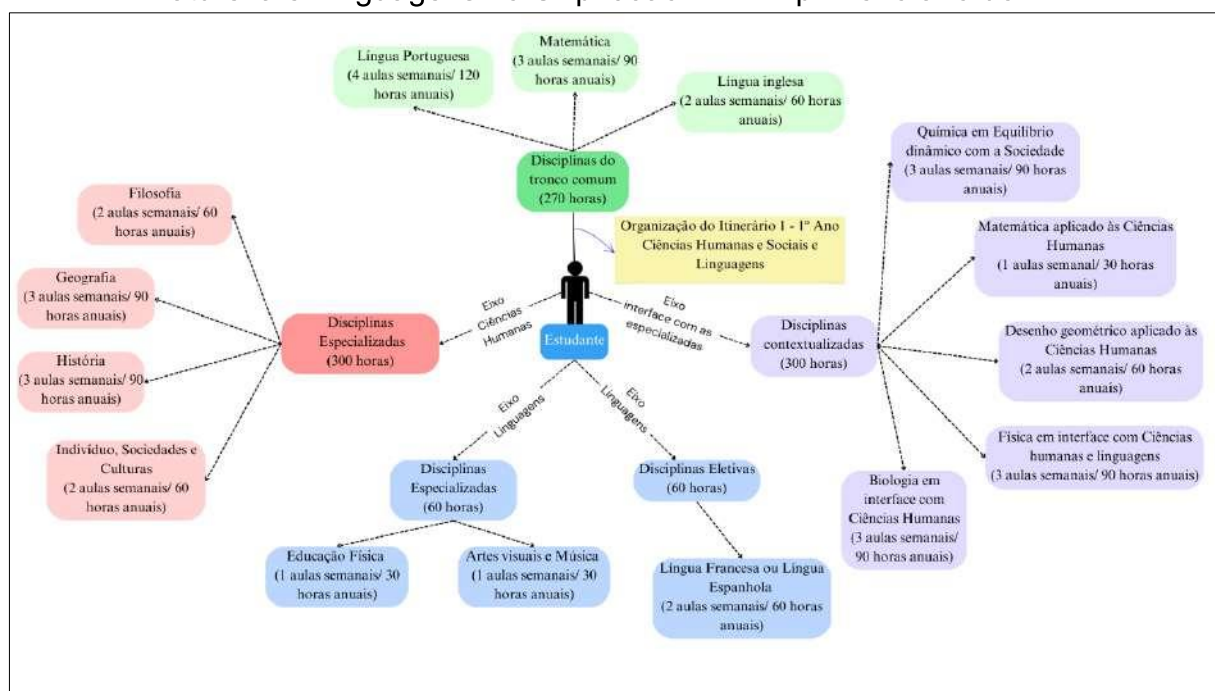 Matemática
(3 aulas semanais/ 90
horas anuais)
Língua Portuguesa
(4 aulas semanais/ 120
horas anuais)
Língua inglesa
(2 aulas semanais/ 60 horas
anuais)
Disciplinas do
tronco comum
(270 horas)
Organização do Itinerário I - 1º Ano
Ciências Humanas e Sociais e
Linguagens
Filosofia
(2 aulas semanais/ 60
horas anuais)
Geografia
(3 aulas semanais/ 90
horas anuais)
História
(3 aulas semanais/ 90
horas anuais)
Indivíduo, Sociedades e
Culturas
(2 aulas semanais/ 60
horas anuais)
Disciplinas
Especializadas
(300 horas)
Eixo
Ciências
Humanas
Estudante
Eixo
interface com as
especializadas
Disciplinas
contextualizadas
(300 horas)
Química em Equilíbrio
dinâmico com a Sociedade
(3 aulas semanais/ 90 horas
anuais)
Matemática aplicado às Ciências
Humanas
(1 aula semanal/ 30 horas
anuais)
Desenho geométrico aplicado às
Ciências Humanas
(2 aulas semanais/ 60 horas
anuais)
Física em interface com Ciências
humanas e linguagens
(3 aulas semanais/ 90 horas anuais)
Biologia em
interface com
Ciências Humanas
(3 aulas semanais/
90 horas anuais)
Eixo
Linguagens
Eixo
Linguagens
Disciplinas
Especializadas
(60 horas)
Disciplinas Eletivas
(60 horas)
Educação Física
(1 aulas semanais/ 30
horas anuais)
Artes visuais e Música
(1 aulas semanais/ 30
horas anuais)
Língua Francesa ou Língua
Espanhola
(2 aulas semanais/ 60 horas
anuais)